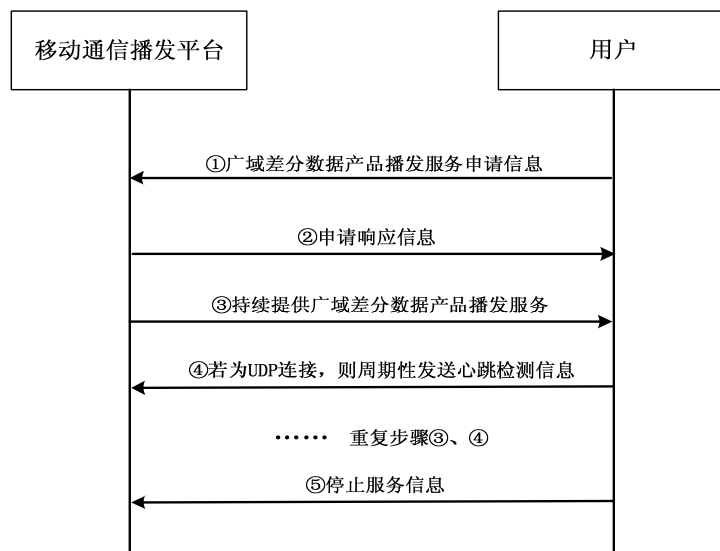 移动通信播发平台
用户
①广域差分数据产品播发服务申请信息
②申请响应信息
③持续提供广域差分数据产品播发服务
④若为UDP连接，则周期性发送心跳检测信息
…… 重复步骤③、④
⑤停止服务信息